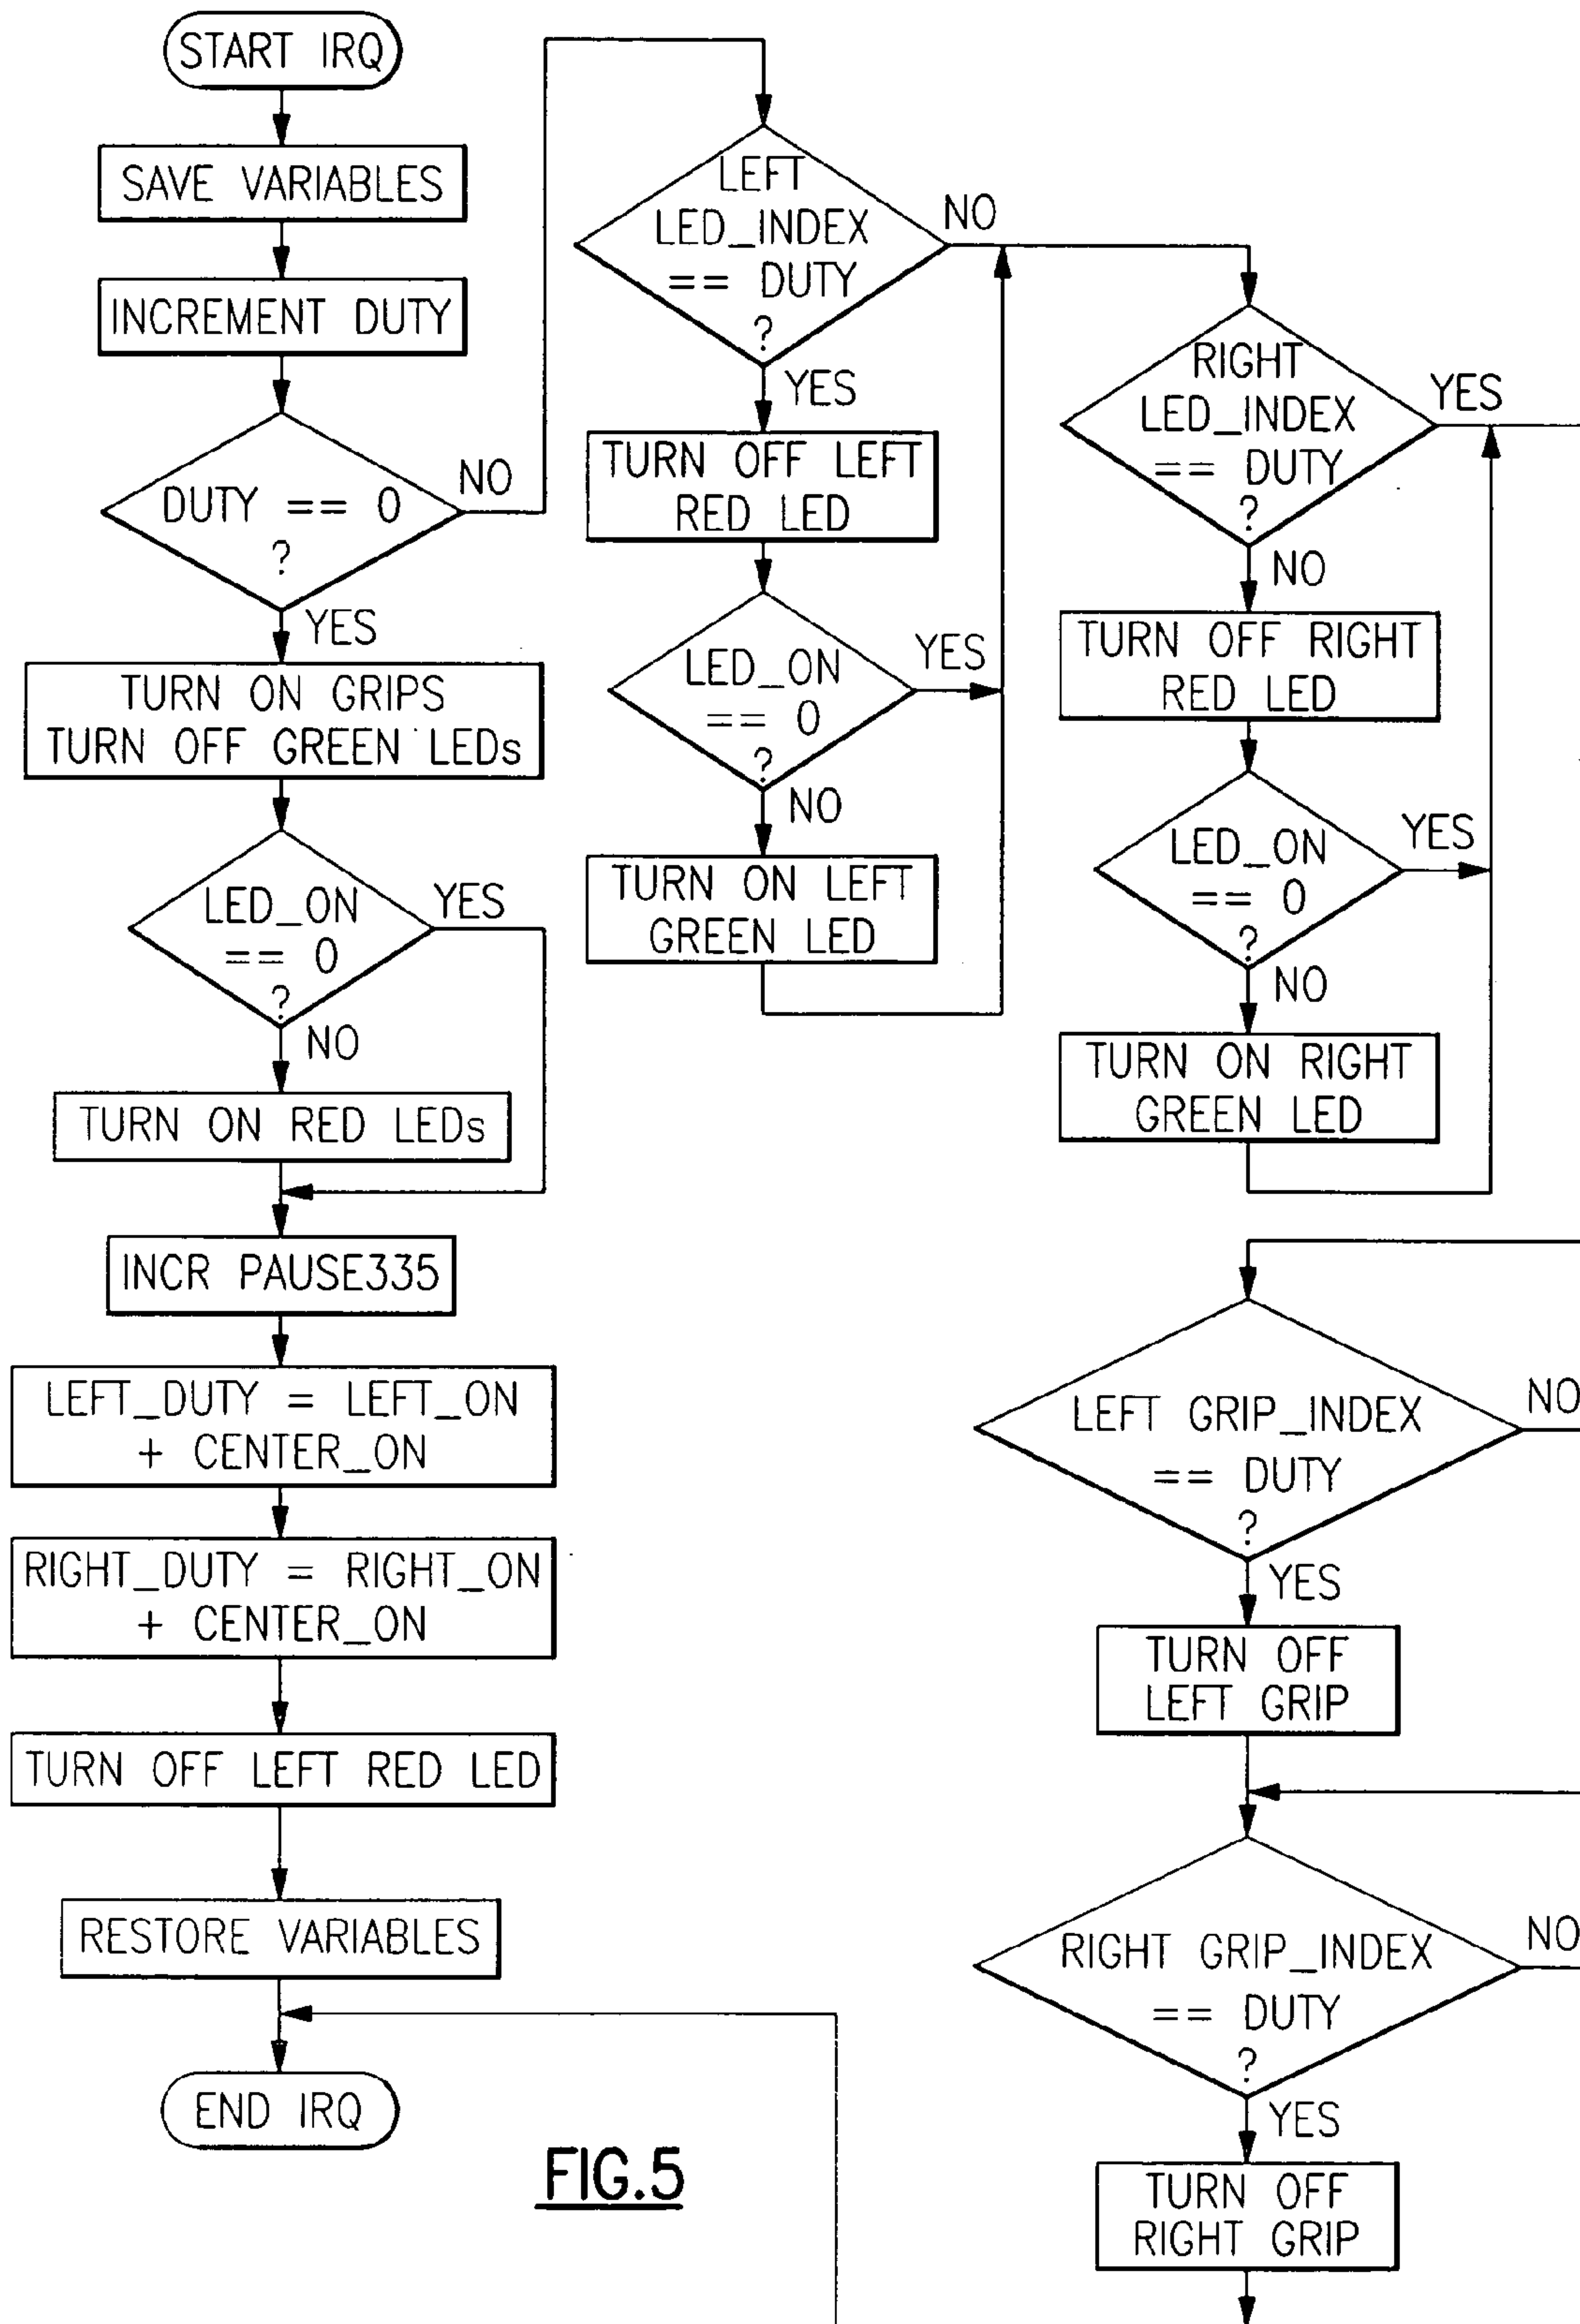 START IRQ
SAVE VARIABLES
INCREMENT DUTY
DUTY == 0
?
NO
YES
TURN ON GRIPS
TURN OFF GREEN LEDs
LED_ON
== 0
?
YES
NO
TURN ON RED LEDs
INCR PAUSE335
LEFT_DUTY = LEFT_ON
+ CENTER_ON
RIGHT_DUTY = RIGHT_ON
+ CENTER_ON
TURN OFF LEFT RED LED
RESTORE VARIABLES
END IRQ
LEFT
LED_INDEX
== DUTY
?
NO
YES
TURN OFF LEFT
RED LED
LED_ON
== 0
?
YES
NO
TURN ON LEFT
GREEN LED
RIGHT
LED_INDEX
== DUTY
?
YES
NO
TURN OFF RIGHT
RED LED
LED_ON
== 0
?
YES
NO
TURN ON RIGHT
GREEN LED
LEFT GRIP_INDEX
== DUTY
?
NO
YES
TURN OFF
LEFT GRIP
RIGHT GRIP_INDEX
== DUTY
?
NO
YES
TURN OFF
RIGHT GRIP
FIG.5